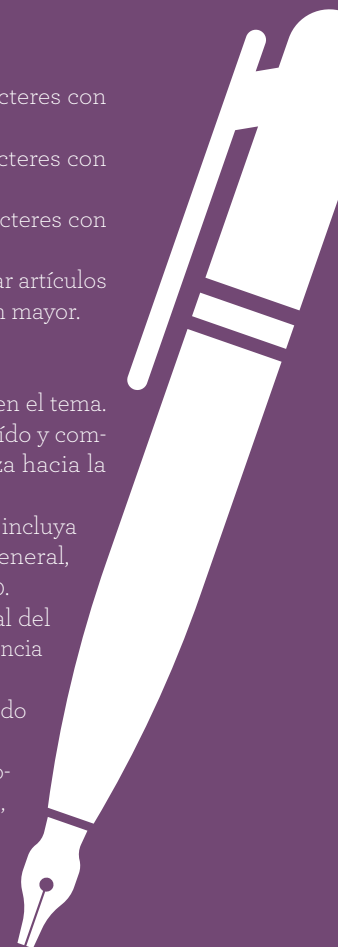 cteres con
cteres con
cteres con
ar artículos
n mayor.
en el tema.
ído y com-
za hacia la
incluya
eneral,
o.
al del
ncia
do
o-
,